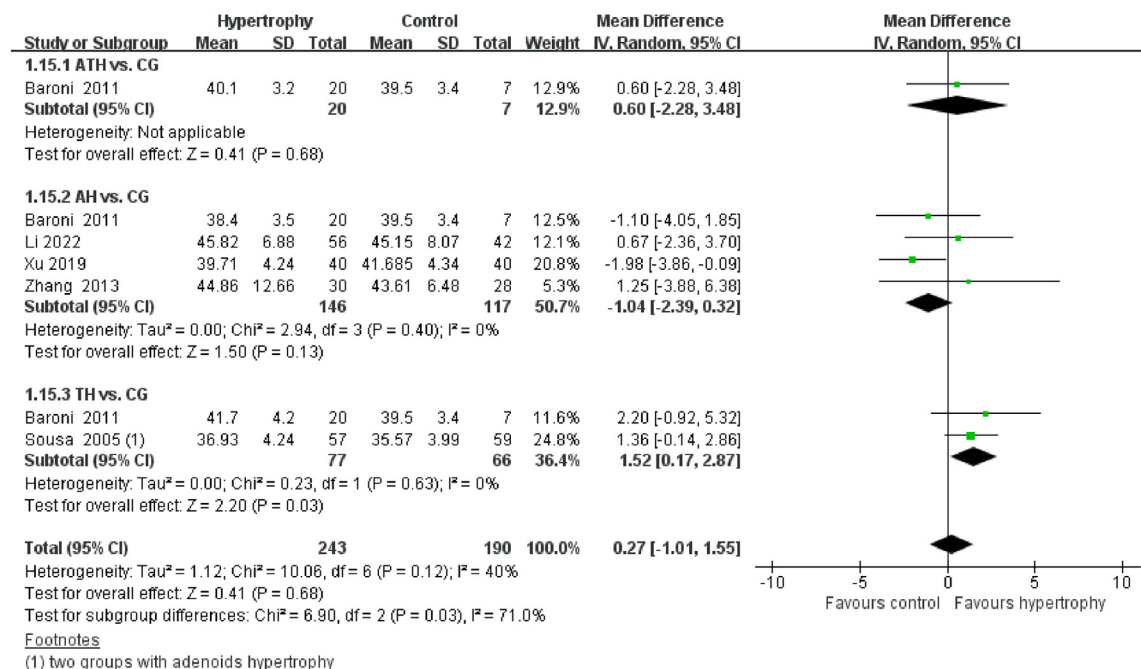 Hypertrophy Control Mean Difference Mean Difference
Study or Subgroup Mean SD Total Mean SD Total Weight IV, Random, 95% CI IV, Random, 95% CI
1.15.1 ATH vs. CG
Baroni 2011 40.1 3.2 20 39.5 3.4 7 12.9% 0.60 [-2.28, 3.48]
Subtotal (95% CI) 20 7 12.9% 0.60 [-2.28, 3.48]
Heterogeneity: Not applicable
Test for overall effect: Z = 0.41 (P = 0.68)
1.15.2 AH vs. CG
Baroni 2011 38.4 3.5 20 39.5 3.4 7 12.5% -1.10 [-4.05, 1.85]
Li 2022 45.82 6.88 56 45.15 8.07 42 12.1% 0.67 [-2.36, 3.70]
Xu 2019 39.71 4.24 40 41.685 4.34 40 20.8% -1.98 [-3.86, -0.09]
Zhang 2013 44.86 12.66 30 43.61 6.48 28 5.3% 1.25 [-3.88, 6.38]
Subtotal (95% CI) 146 117 50.7% -1.04 [-2.39, 0.32]
Heterogeneity: Tau² = 0.00; Chi² = 2.94, df = 3 (P = 0.40); I² = 0%
Test for overall effect: Z = 1.50 (P = 0.13)
1.15.3 TH vs. CG
Baroni 2011 41.7 4.2 20 39.5 3.4 7 11.6% 2.20 [-0.92, 5.32]
Sousa 2005 (1) 36.93 4.24 57 35.57 3.99 59 24.8% 1.36 [-0.14, 2.86]
Subtotal (95% CI) 77 66 36.4% 1.52 [0.17, 2.87]
Heterogeneity: Tau² = 0.00; Chi² = 0.23, df = 1 (P = 0.63); I² = 0%
Test for overall effect: Z = 2.20 (P = 0.03)
Total (95% CI) 243 190 100.0% 0.27 [-1.01, 1.55]
Heterogeneity: Tau² = 1.12; Chi² = 10.06, df = 6 (P = 0.12); I² = 40%
Test for overall effect: Z = 0.41 (P = 0.68)
Test for subgroup differences: Chi² = 6.90, df = 2 (P = 0.03), I² = 71.0%
-10 -5 0 5 10
Favours control Favours hypertrophy
Footnotes
(1) two groups with adenoids hypertrophy